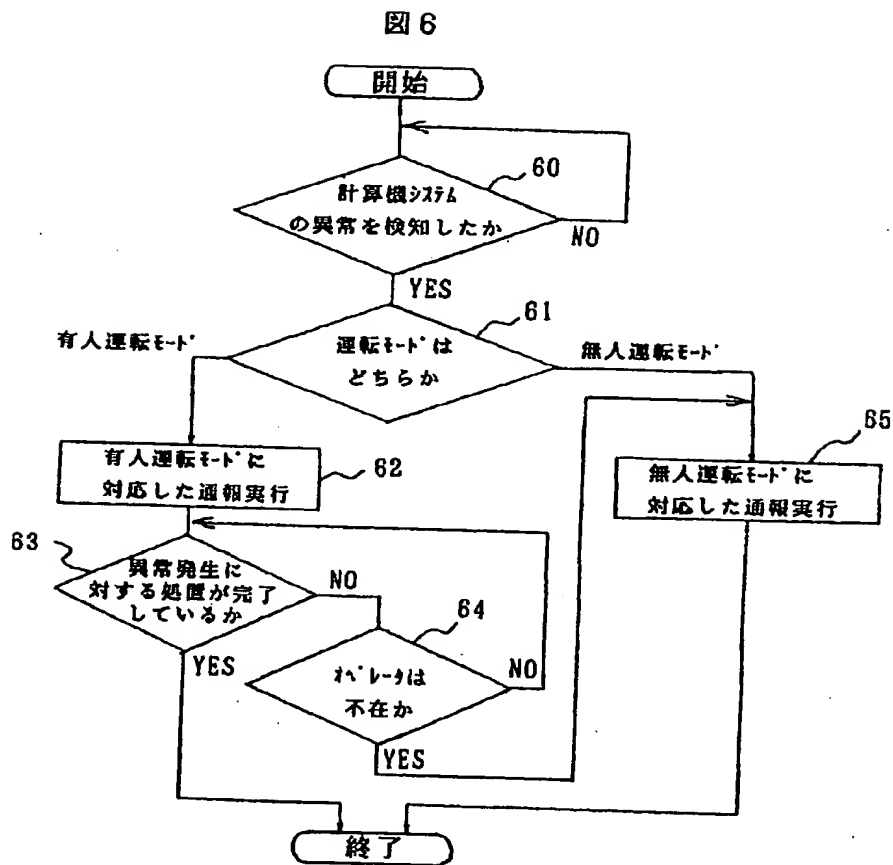 図6
開始
60
計算機ｼｽﾃﾑ
の異常を検知したか
NO
YES
61
有人運転ﾓｰﾄﾞ
運転ﾓｰﾄﾞは
どちらか
無人運転ﾓｰﾄﾞ
有人運転ﾓｰﾄﾞに
対応した通報実行
62
65
無人運転ﾓｰﾄﾞに
対応した通報実行
63
異常発生に
対する処置が完了
しているか
NO
YES
64
ｵﾍﾟﾚｰﾀは
不在か
NO
YES
終了